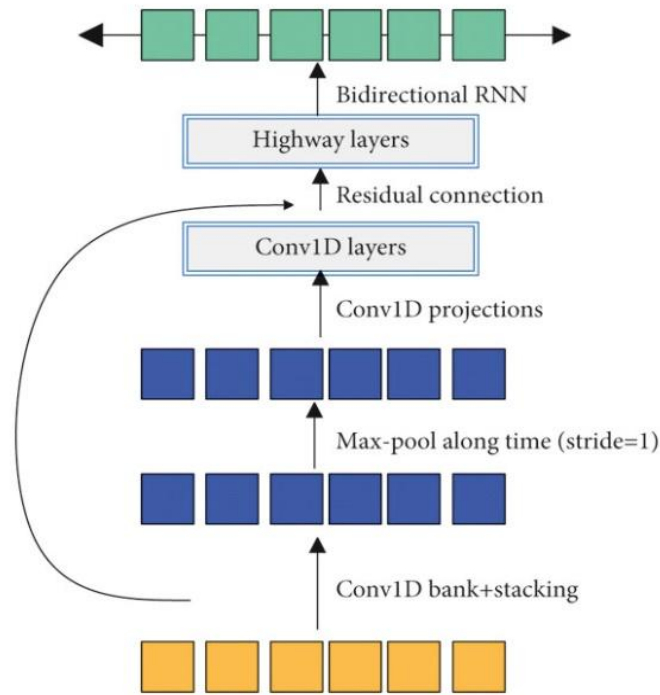 Bidirectional RNN
Highway layers
Residual connection
Conv1D layers
Conv1D projections
Max-pool along time (stride=1)
Conv1D bank+stacking